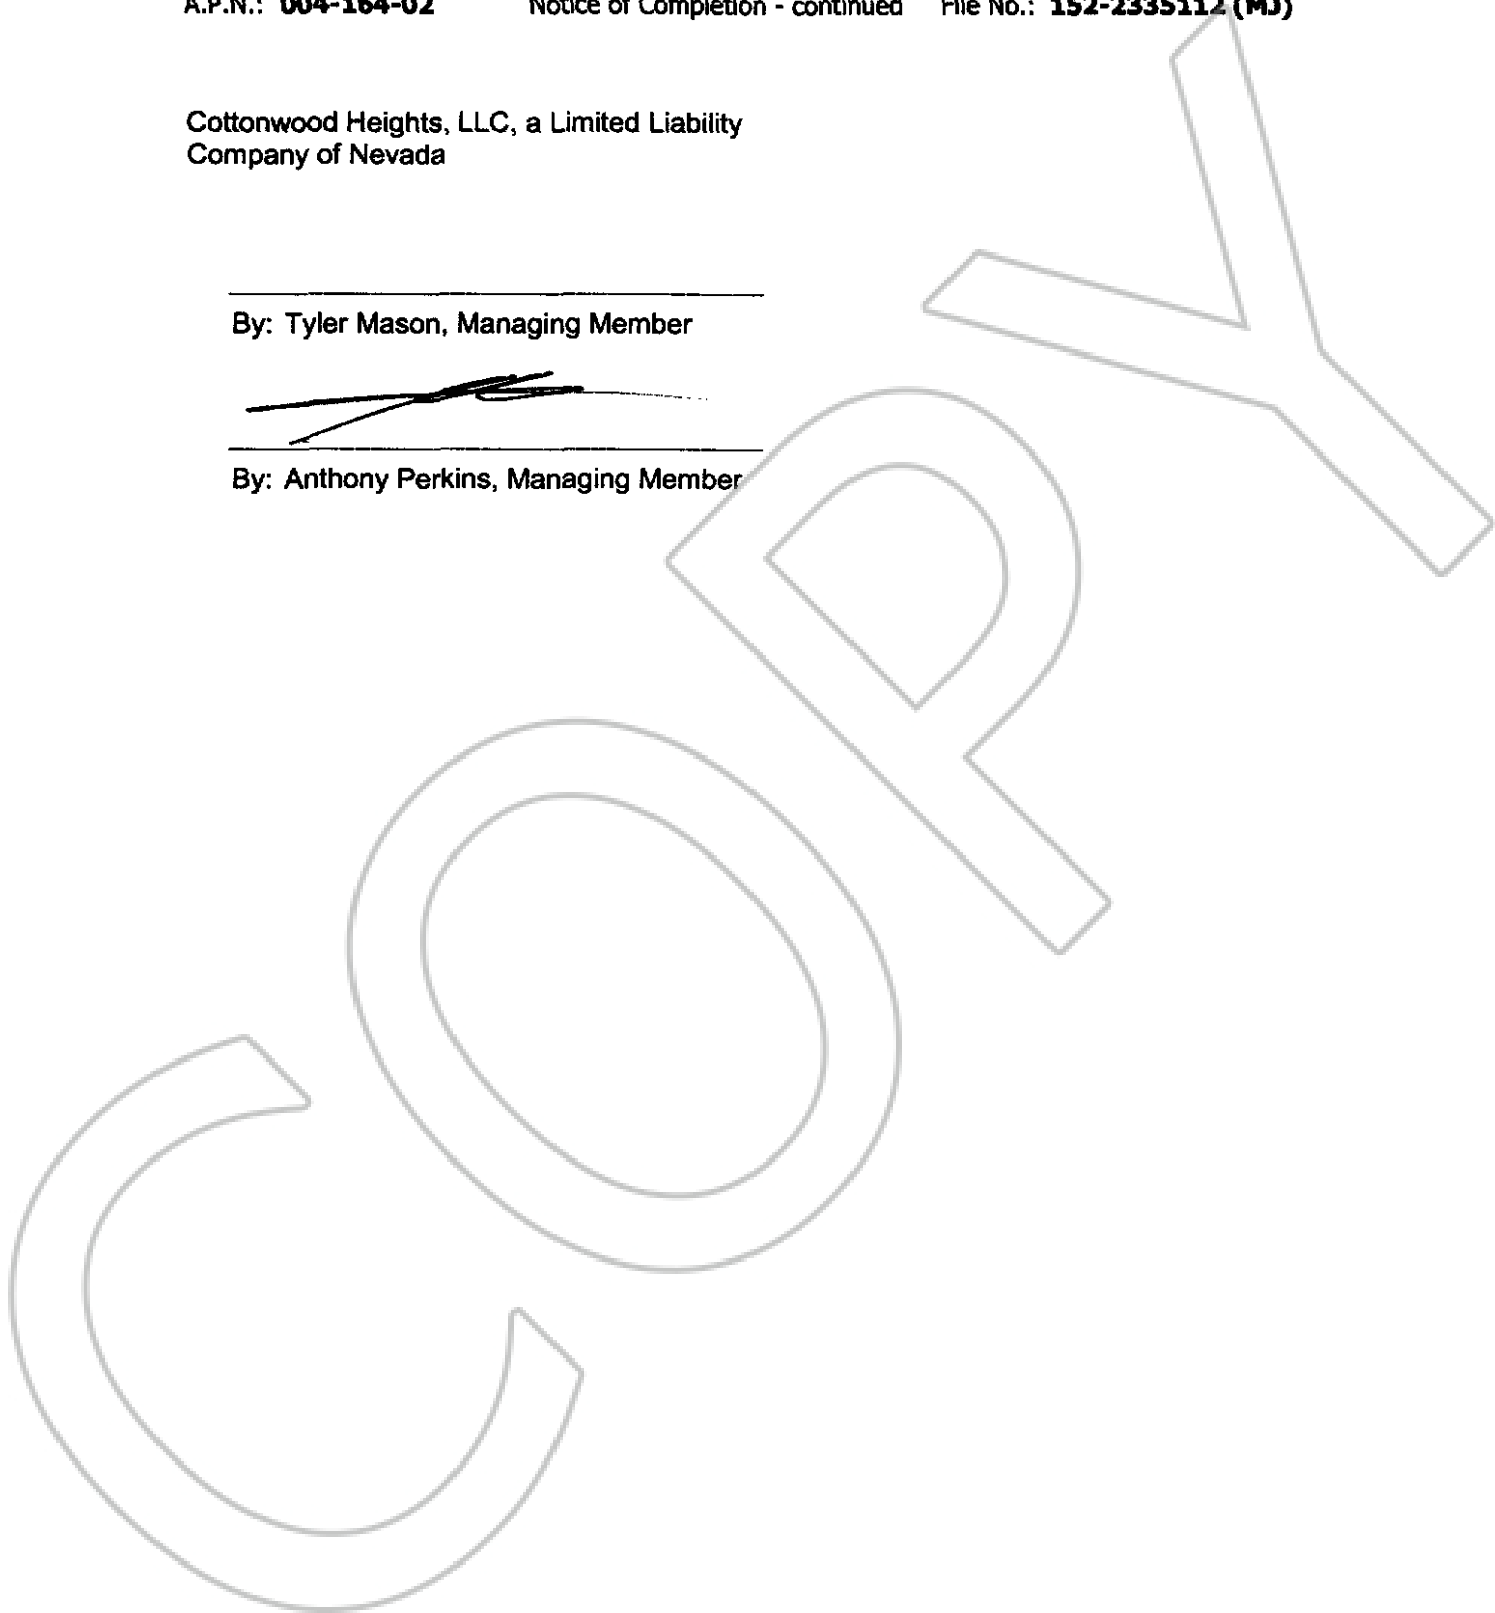 A.P.N.: 004-164-02 Notice of Completion - continued File No.: 152-2335112 (MJ)
Cottonwood Heights, LLC, a Limited Liability
Company of Nevada
By: Tyler Mason, Managing Member
By: Anthony Perkins, Managing Member
COPY